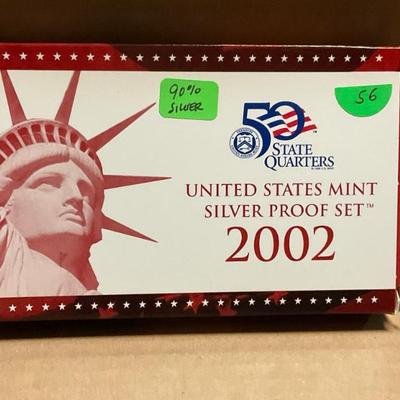 90%
SILVER
56
50
STATE
QUARTERS
UNITED STATES MINT
SILVER PROOF SET™
2002